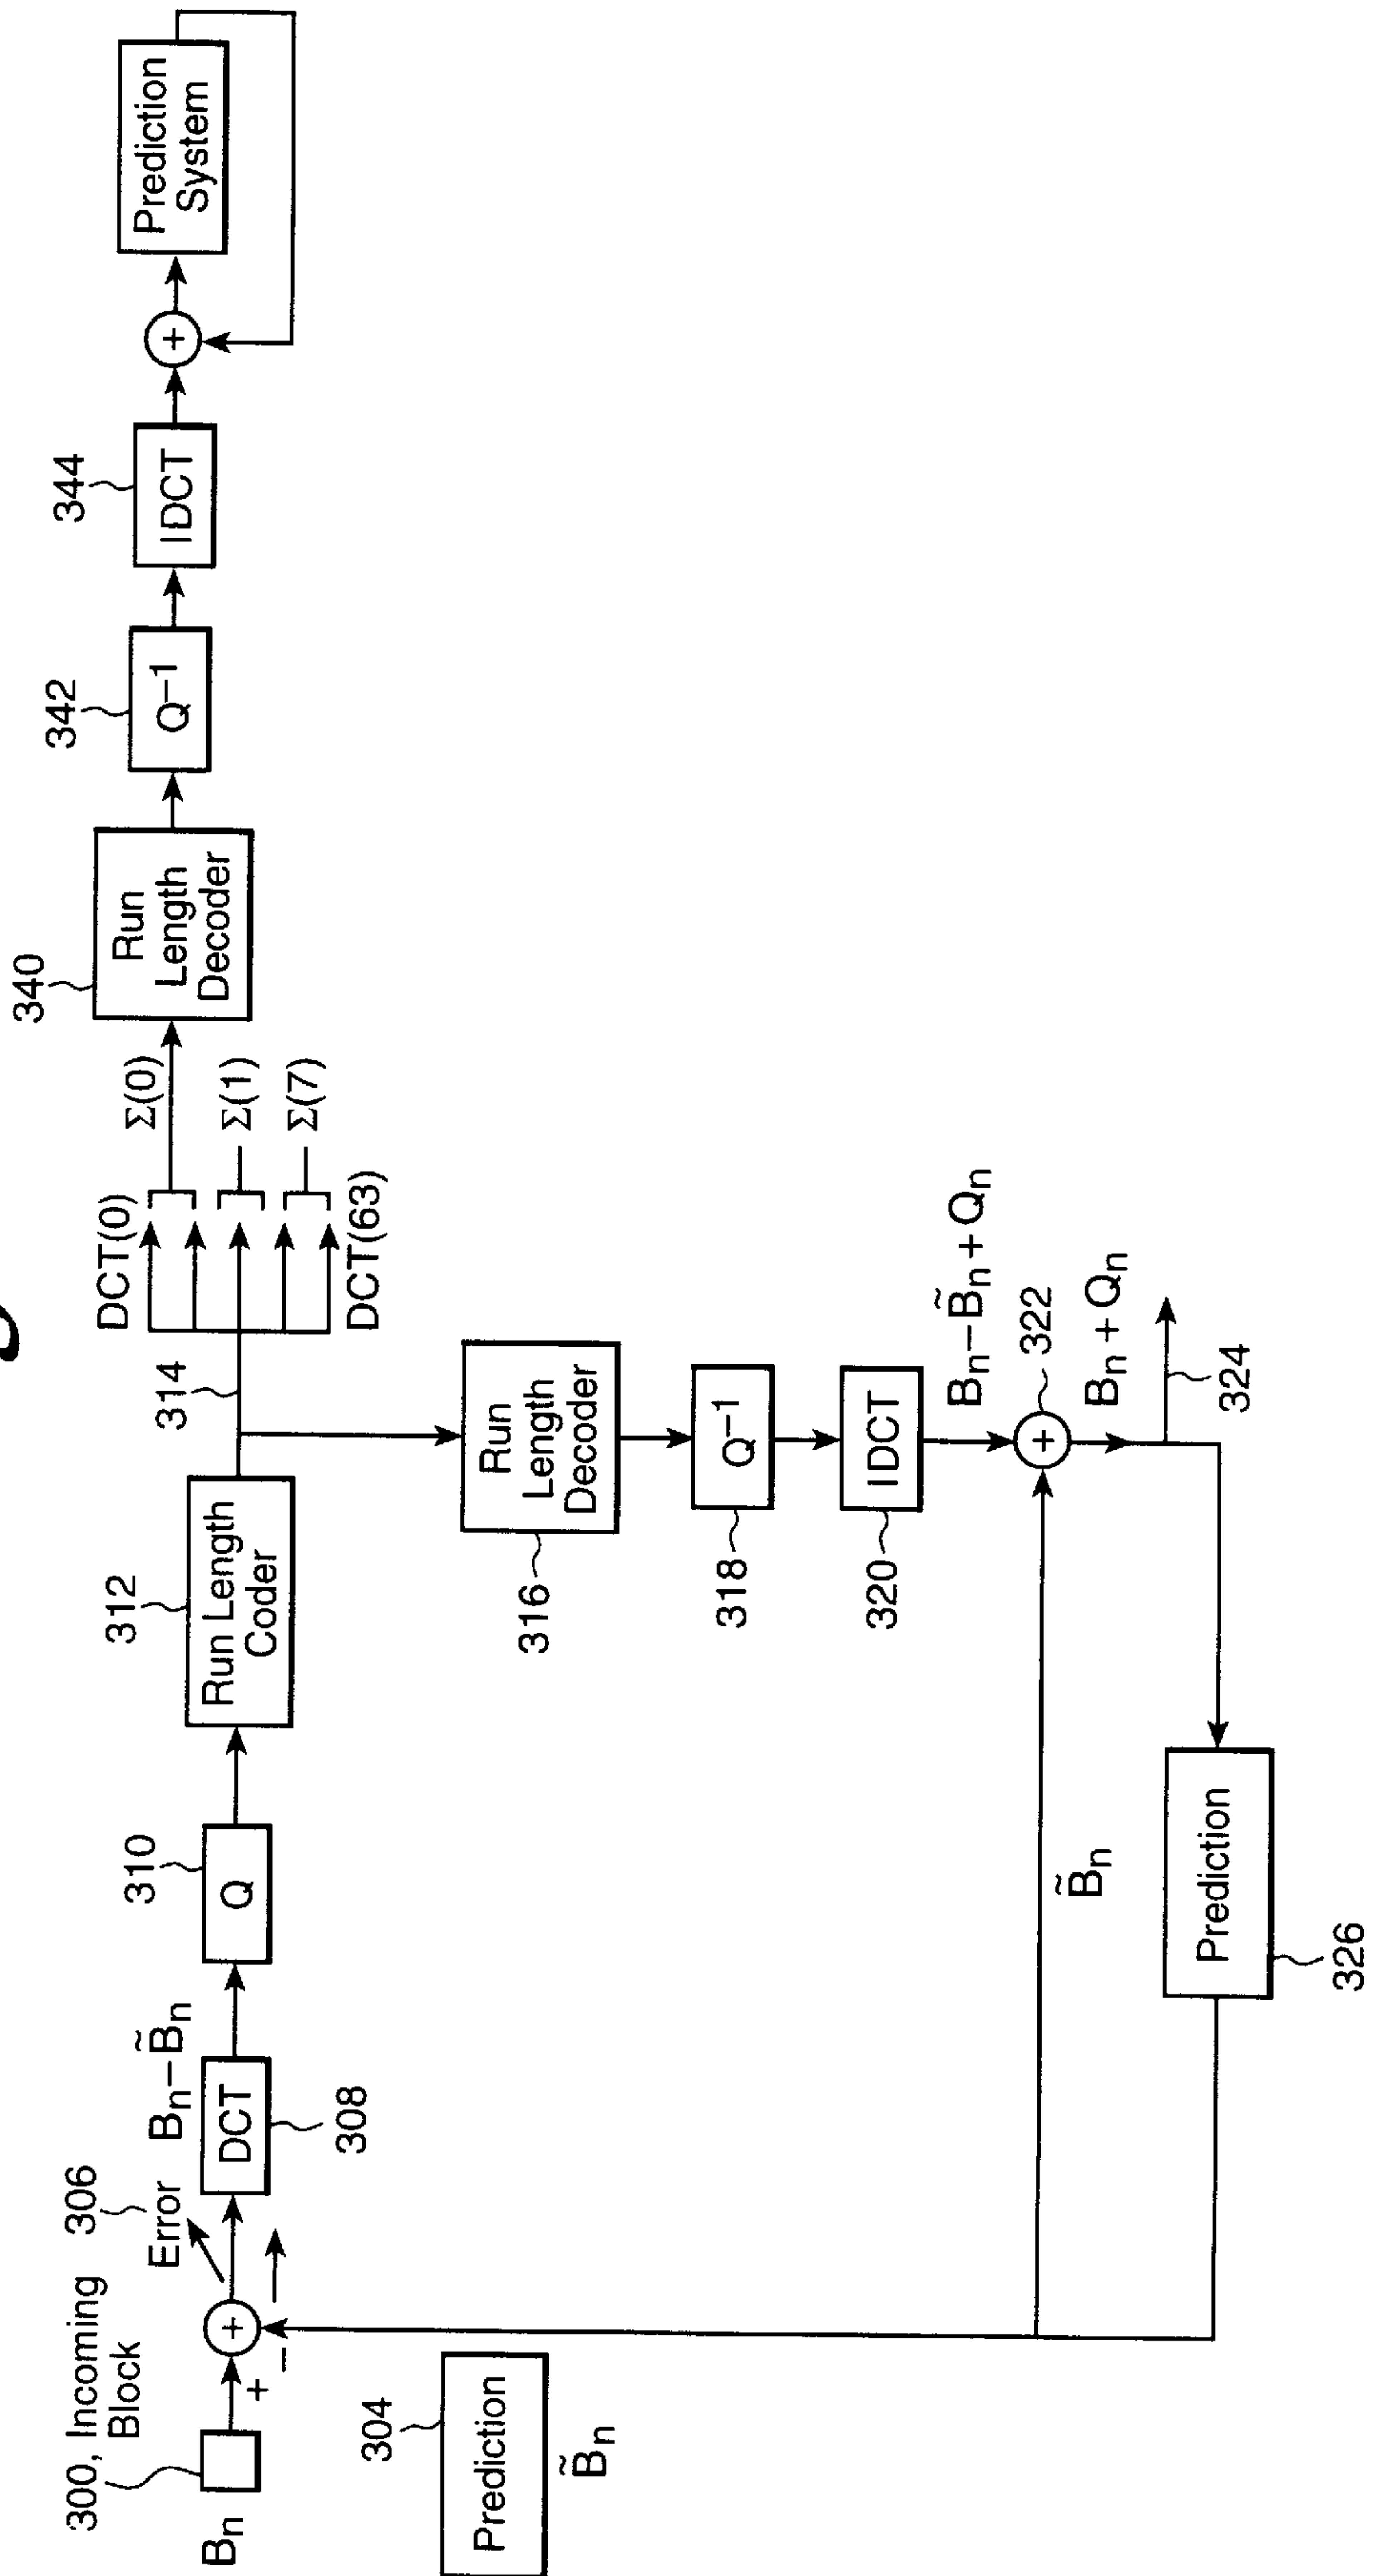 300, Incoming
Block
Bn
+
+
−
306
Error
Bn−B̃n
DCT
308
310
Q
312
Run Length
Coder
314
DCT(0)
DCT(63)
Σ(0)
Σ(1)
Σ(7)
340
Run
Length
Decoder
342
Q−1
344
IDCT
+
Prediction
System
304
Prediction
B̃n
Run
Length
Decoder
316
Q−1
318
IDCT
320
Bn−B̃n+Qn
+
322
Bn+Qn
324
B̃n
Prediction
326